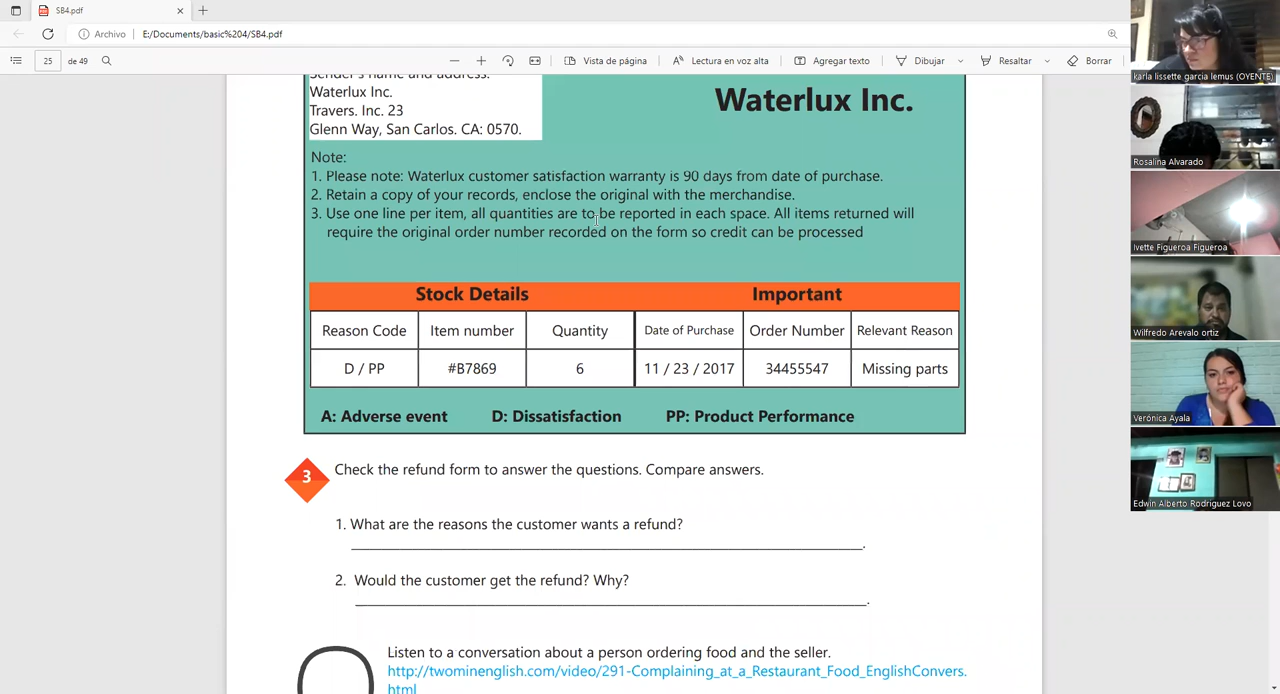 SB4.pdf
Archivo
E:/Documents/basic%204/SB4.pdf
25 de 49
Vista de página
Lectura en voz alta
Agregar texto
Dibujar
Resaltar
Borrar
Sender's name and address:
Waterlux Inc.
Travers. Inc. 23
Glenn Way, San Carlos. CA: 0570.
Waterlux Inc.
Note:
1. Please note: Waterlux customer satisfaction warranty is 90 days from date of purchase.
2. Retain a copy of your records, enclose the original with the merchandise.
3. Use one line per item, all quantities are to be reported in each space. All items returned will
require the original order number recorded on the form so credit can be processed
Stock Details Important
Reason Code Item number Quantity Date of Purchase Order Number Relevant Reason
D / PP #B7869 6 11 / 23 / 2017 34455547 Missing parts
A: Adverse event D: Dissatisfaction PP: Product Performance
3 Check the refund form to answer the questions. Compare answers.
1. What are the reasons the customer wants a refund?
2. Would the customer get the refund? Why?
Listen to a conversation about a person ordering food and the seller.
http://twominenglish.com/video/291-Complaining_at_a_Restaurant_Food_EnglishConvers.
html
karla lissette garcia lemus (OYENTE)
Rosalina Alvarado
Ivette Figueroa Figueroa
Wilfredo Arevalo ortiz
Verónica Ayala
Edwin Alberto Rodriguez Lovo